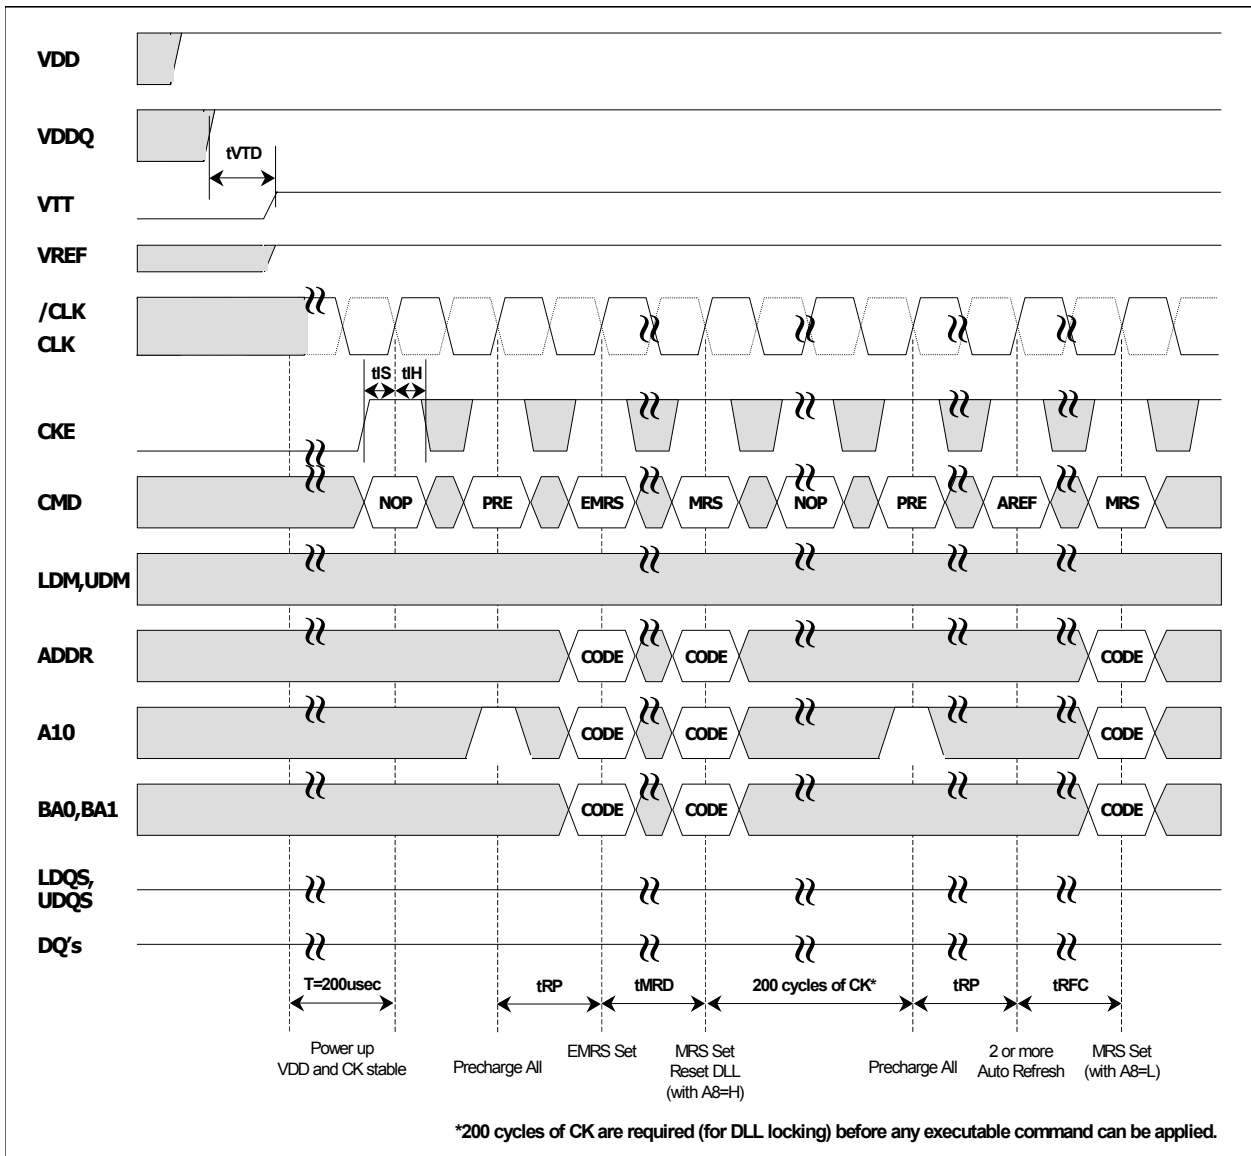 VDD
VDDQ
tVTD
VTT
VREF
/CLK
CLK
tIS tIH
CKE
CMD NOP PRE EMRS MRS NOP PRE AREF MRS
LDM,UDM
ADDR CODE CODE CODE
A10 CODE CODE CODE
BA0,BA1 CODE CODE CODE
LDQS,
UDQS
DQ's
T=200usec tRP tMRD 200 cycles of CK* tRP tRFC
Power up
VDD and CK stable
Precharge All
EMRS Set
MRS Set
Reset DLL
(with A8=H)
Precharge All
2 or more
Auto Refresh
MRS Set
(with A8=L)
*200 cycles of CK are required (for DLL locking) before any executable command can be applied.